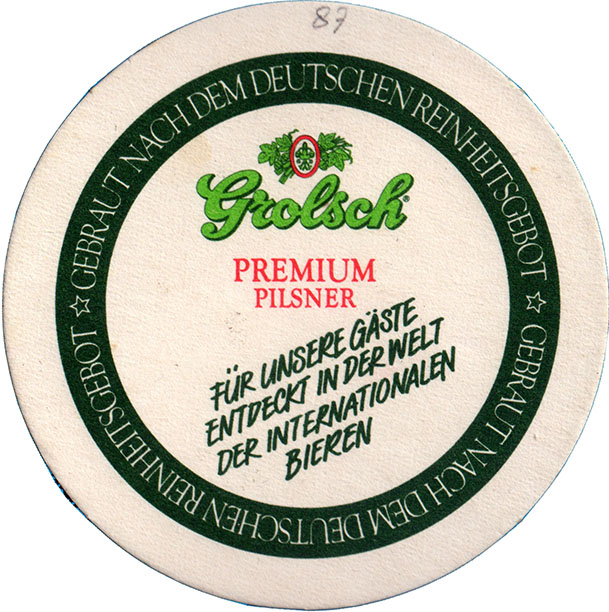 87
GEBRAUT NACH DEM DEUTSCHEN REINHEITSGEBOT ☆
GEBRAUT NACH DEM DEUTSCHEN REINHEITSGEBOT ☆
Grolsch®
PREMIUM
PILSNER
FÜR UNSERE GÄSTE
ENTDECKT IN DER WELT
DER INTERNATIONALEN
BIEREN